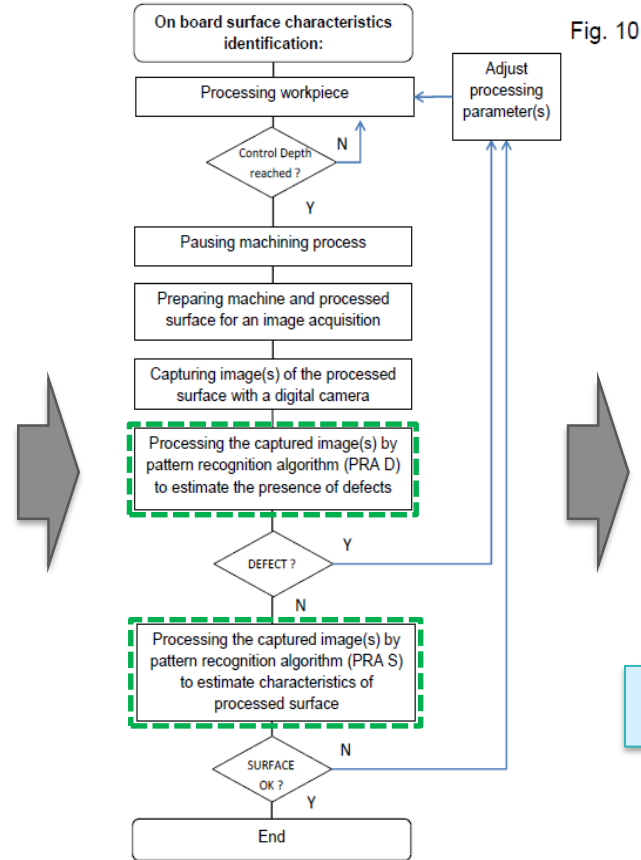 On board surface characteristics
identification:
Fig. 10
Adjust
processing
parameter(s)
Processing workpiece
N
Control Depth
reached ?
Y
Pausing machining process
Preparing machine and processed
surface for an image acquisition
Capturing image(s) of the processed
surface with a digital camera
Processing the captured image(s) by
pattern recognition algorithm (PRA D)
to estimate the presence of defects
Y
DEFECT ?
N
Processing the captured image(s) by
pattern recognition algorithm (PRA S)
to estimate characteristics of
processed surface
N
SURFACE
OK ?
Y
End